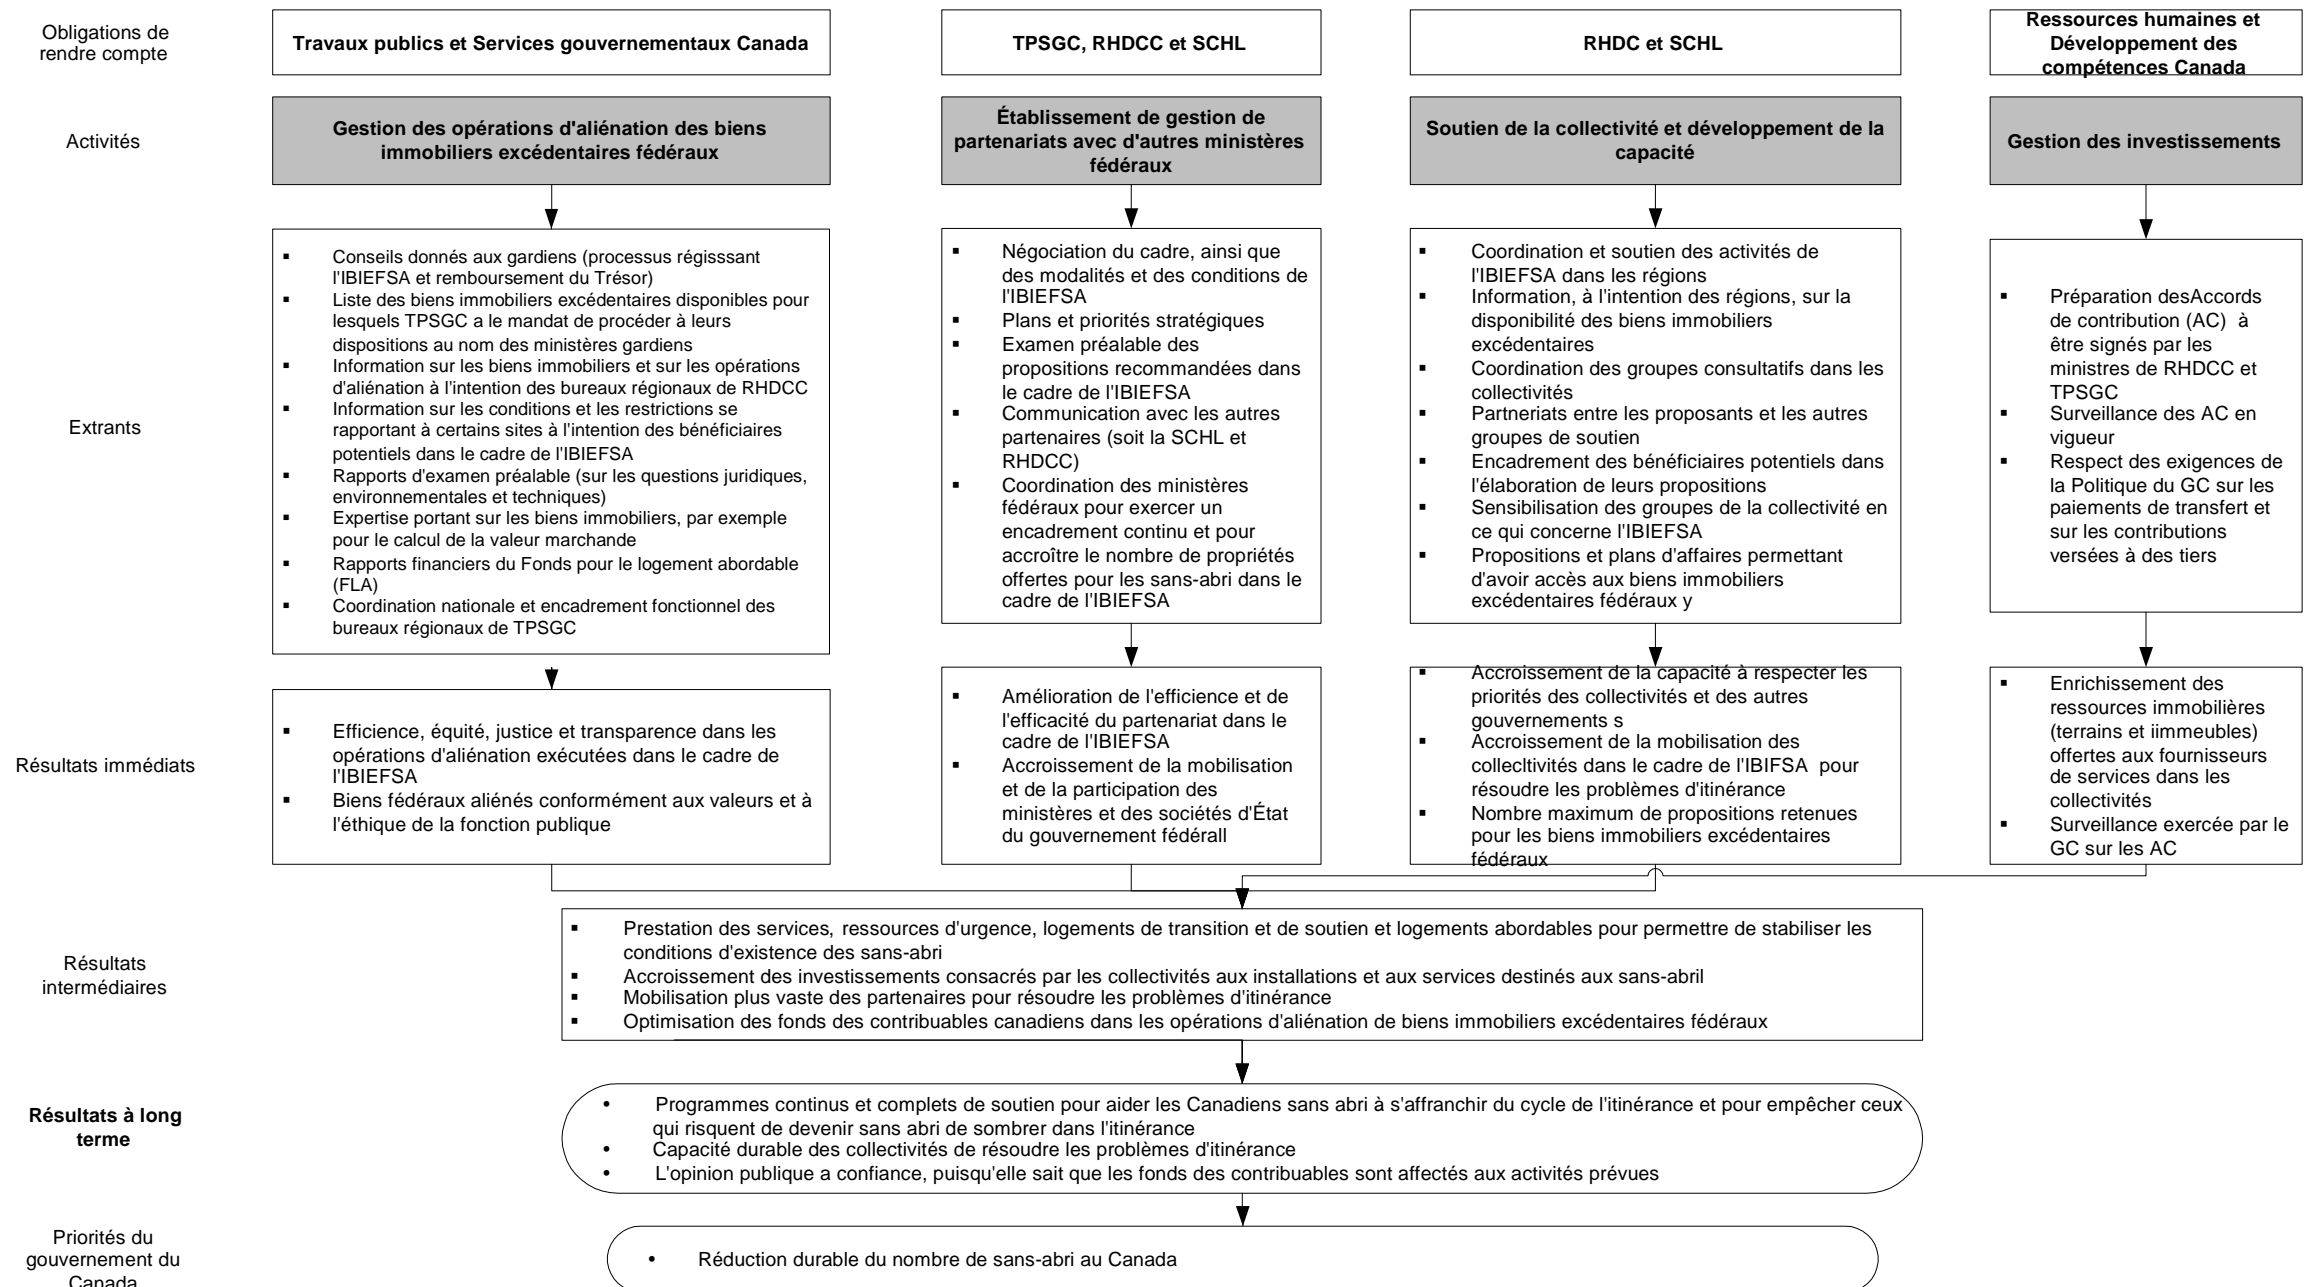 Obligations de
rendre compte
Travaux publics et Services gouvernementaux Canada
TPSGC, RHDCC et SCHL
RHDC et SCHL
Ressources humaines et
Développement des
compétences Canada
Activités
Gestion des opérations d'aliénation des biens
immobiliers excédentaires fédéraux
Établissement de gestion de
partenariats avec d'autres ministères
fédéraux
Soutien de la collectivité et développement de la
capacité
Gestion des investissements
Extrants
▪ Conseils donnés aux gardiens (processus régisssant
l'IBIEFSA et remboursement du Trésor)
▪ Liste des biens immobiliers excédentaires disponibles pour
lesquels TPSGC a le mandat de procéder à leurs
dispositions au nom des ministères gardiens
▪ Information sur les biens immobiliers et sur les opérations
d'aliénation à l'intention des bureaux régionaux de RHDCC
▪ Information sur les conditions et les restrictions se
rapportant à certains sites à l'intention des bénéficiaires
potentiels dans le cadre de l'IBIEFSA
▪ Rapports d'examen préalable (sur les questions juridiques,
environnementales et techniques)
▪ Expertise portant sur les biens immobiliers, par exemple
pour le calcul de la valeur marchande
▪ Rapports financiers du Fonds pour le logement abordable
(FLA)
▪ Coordination nationale et encadrement fonctionnel des
bureaux régionaux de TPSGC
▪ Négociation du cadre, ainsi que
des modalités et des conditions de
l'IBIEFSA
▪ Plans et priorités stratégiques
▪ Examen préalable des
propositions recommandées dans
le cadre de l'IBIEFSA
▪ Communication avec les autres
partenaires (soit la SCHL et
RHDCC)
▪ Coordination des ministères
fédéraux pour exercer un
encadrement continu et pour
accroître le nombre de propriétés
offertes pour les sans-abri dans le
cadre de l'IBIEFSA
▪ Coordination et soutien des activités de
l'IBIEFSA dans les régions
▪ Information, à l'intention des régions, sur la
disponibilité des biens immobiliers
excédentaires
▪ Coordination des groupes consultatifs dans les
collectivités
▪ Partneriats entre les proposants et les autres
groupes de soutien
▪ Encadrement des bénéficiaires potentiels dans
l'élaboration de leurs propositions
▪ Sensibilisation des groupes de la collectivité en
ce qui concerne l'IBIEFSA
▪ Propositions et plans d'affaires permettant
d'avoir accès aux biens immobiliers
excédentaires fédéraux y
▪ Préparation desAccords
de contribution (AC) à
être signés par les
ministres de RHDCC et
TPSGC
▪ Surveillance des AC en
vigueur
▪ Respect des exigences de
la Politique du GC sur les
paiements de transfert et
sur les contributions
versées à des tiers
Résultats immédiats
▪ Efficience, équité, justice et transparence dans les
opérations d'aliénation exécutées dans le cadre de
l'IBIEFSA
▪ Biens fédéraux aliénés conformément aux valeurs et à
l'éthique de la fonction publique
▪ Amélioration de l'efficience et de
l'efficacité du partenariat dans le
cadre de l'IBIEFSA
▪ Accroissement de la mobilisation
et de la participation des
ministères et des sociétés d'État
du gouvernement fédérall
▪ Accroissement de la capacité à respecter les
priorités des collectivités et des autres
gouvernements s
▪ Accroissement de la mobilisation des
collecltivités dans le cadre de l'IBIFSA pour
résoudre les problèmes d'itinérance
▪ Nombre maximum de propositions retenues
pour les biens immobiliers excédentaires
fédéraux
▪ Enrichissement des
ressources immobilières
(terrains et iimmeubles)
offertes aux fournisseurs
de services dans les
collectivités
▪ Surveillance exercée par le
GC sur les AC
Résultats
intermédiaires
▪ Prestation des services, ressources d'urgence, logements de transition et de soutien et logements abordables pour permettre de stabiliser les
conditions d'existence des sans-abri
▪ Accroissement des investissements consacrés par les collectivités aux installations et aux services destinés aux sans-abril
▪ Mobilisation plus vaste des partenaires pour résoudre les problèmes d'itinérance
▪ Optimisation des fonds des contribuables canadiens dans les opérations d'aliénation de biens immobiliers excédentaires fédéraux
Résultats à long
terme
• Programmes continus et complets de soutien pour aider les Canadiens sans abri à s'affranchir du cycle de l'itinérance et pour empêcher ceux
qui risquent de devenir sans abri de sombrer dans l'itinérance
• Capacité durable des collectivités de résoudre les problèmes d'itinérance
• L'opinion publique a confiance, puisqu'elle sait que les fonds des contribuables sont affectés aux activités prévues
Priorités du
gouvernement du
Canada
• Réduction durable du nombre de sans-abri au Canada